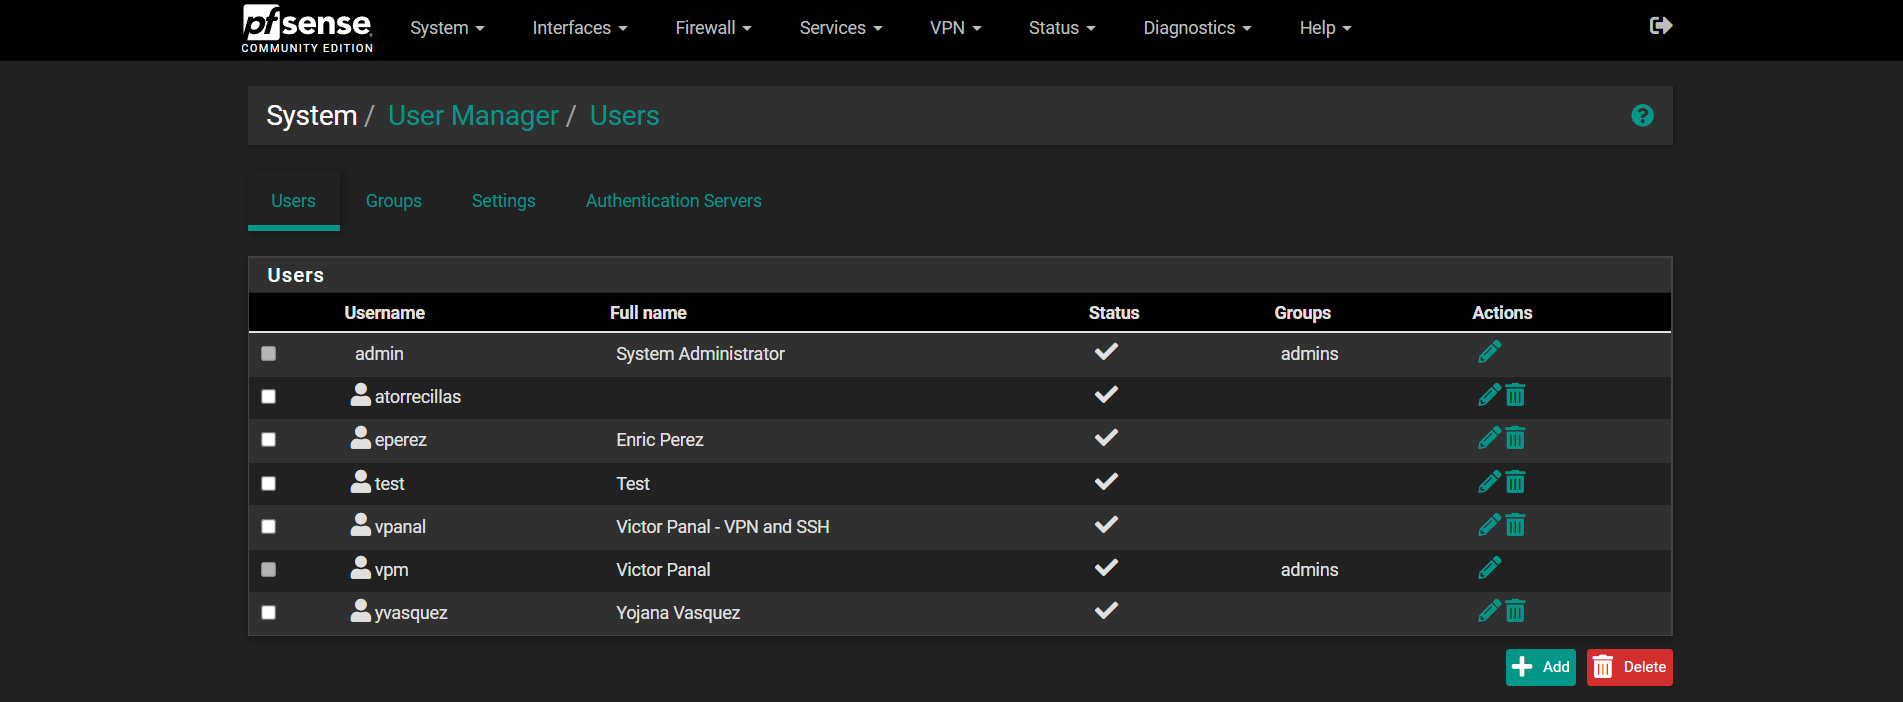 pfsense System Interfaces Firewall Services VPN Status Diagnostics Help
COMMUNITY EDITION
System / User Manager / Users ?
Users Groups Settings Authentication Servers
Users
Username Full name Status Groups Actions
admin System Administrator admins
atorrecillas
eperez Enric Perez
test Test
vpanal Victor Panal - VPN and SSH
vpm Victor Panal admins
yvasquez Yojana Vasquez
Add Delete